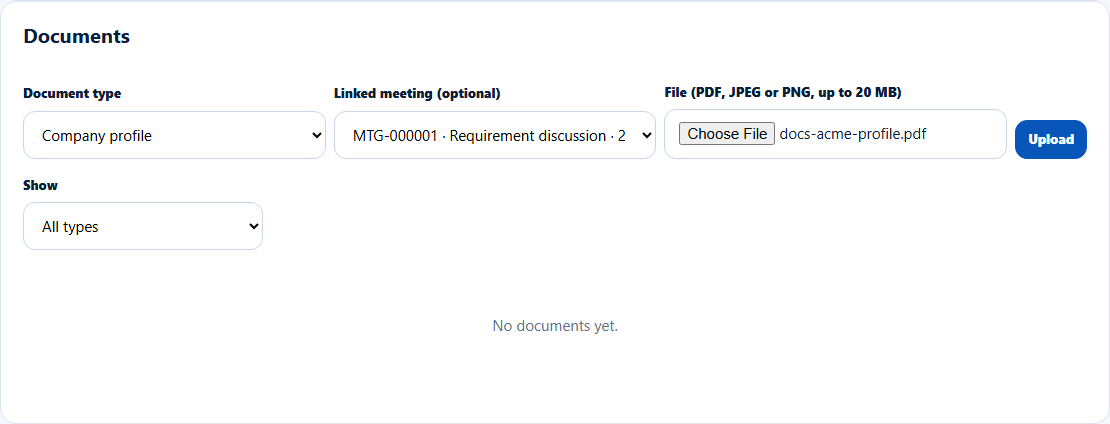 Documents
Document type
Linked meeting (optional)
File (PDF, JPEG or PNG, up to 20 MB)
Company profile
MTG-000001 · Requirement discussion · 2
Choose File docs-acme-profile.pdf
Upload
Show
All types
No documents yet.